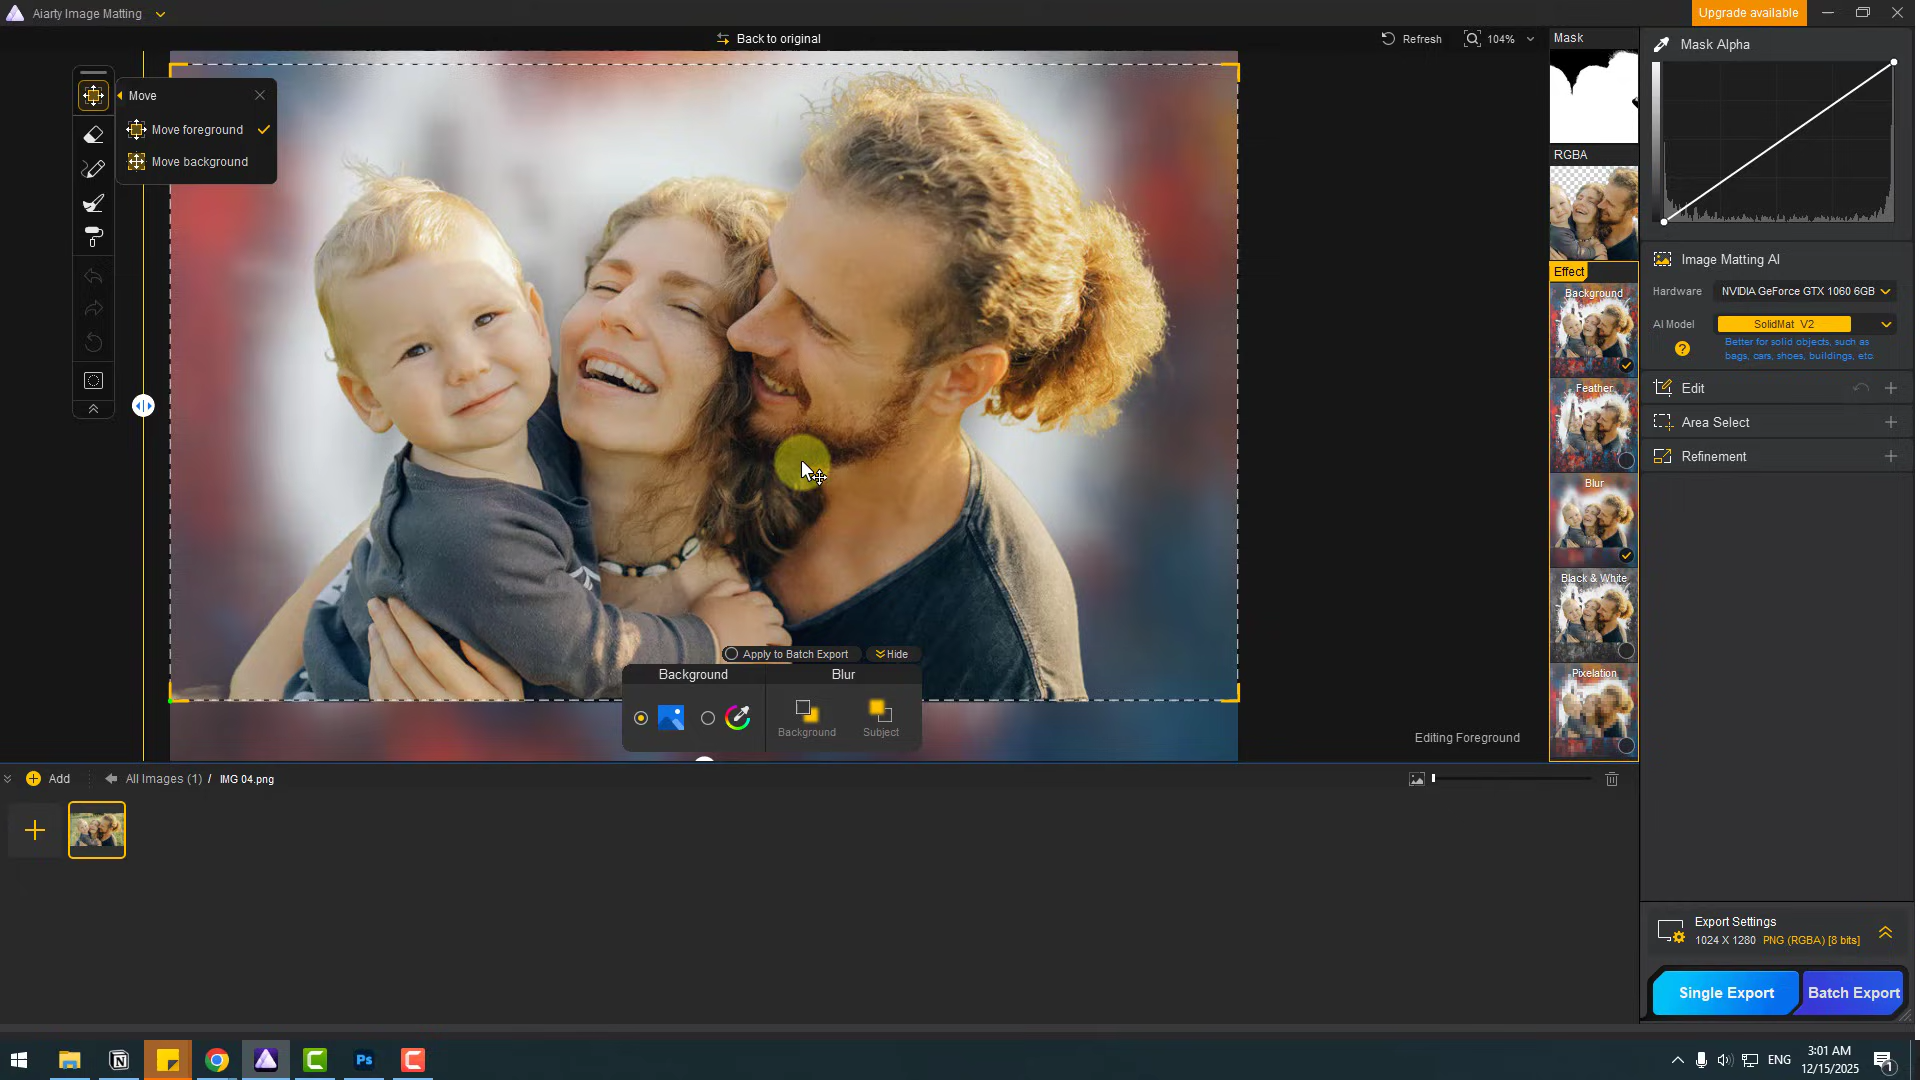 Aiarty Image Matting
Upgrade available
Back to original
Refresh
104%
Move
Move foreground
Move background
Mask
RGBA
Effect
Background
Feather
Blur
Black & White
Pixelation
Mask Alpha
Image Matting AI
Hardware
NVIDIA GeForce GTX 1060 6GB
AI Model
SolidMat V2
?
Better for solid objects, such as
bags, cars, shoes, buildings, etc
Edit
Area Select
Refinement
Apply to Batch Export
Hide
Background
Blur
Background
Subject
Editing Foreground
Add
All Images (1) / IMG 04.png
Export Settings
1024 X 1280 PNG (RGBA) [8 bits]
Single Export
Batch Export
Ps
ENG
3:01 AM
12/15/2025
1